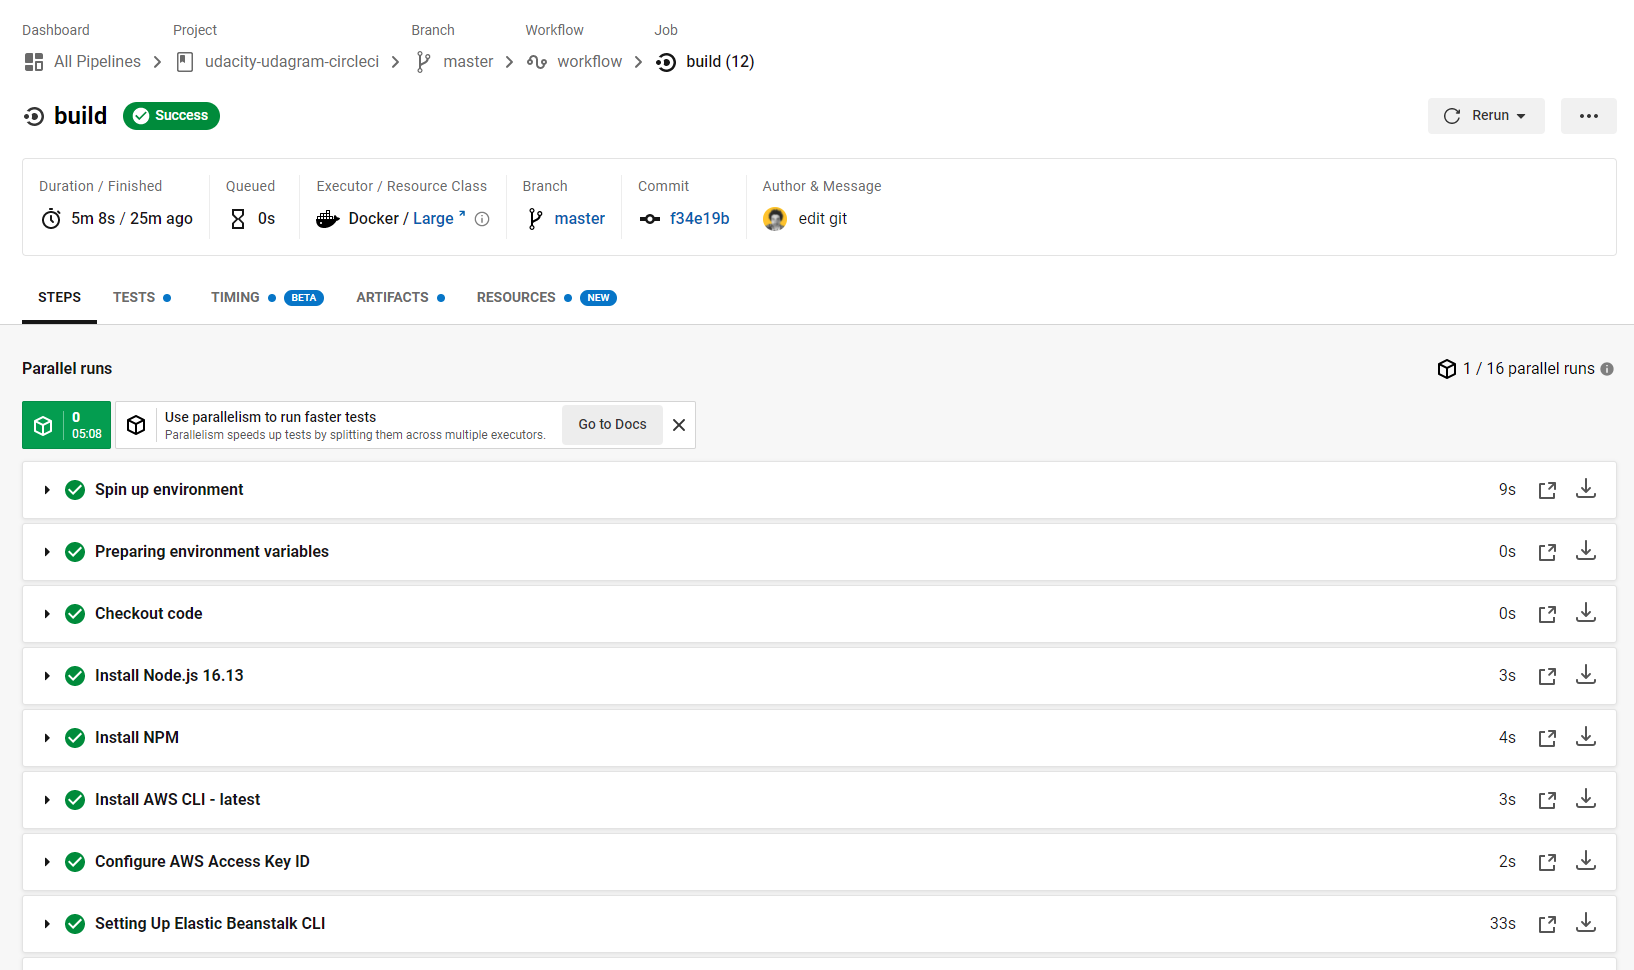 Dashboard Project Branch Workflow Job
All Pipelines udacity-udagram-circleci master workflow build (12)
build Success Rerun
Duration / Finished Queued Executor / Resource Class Branch Commit Author & Message
5m 8s / 25m ago 0s Docker / Large master f34e19b edit git
STEPS TESTS TIMING BETA ARTIFACTS RESOURCES NEW
Parallel runs 1 / 16 parallel runs
0
05:08
Use parallelism to run faster tests
Parallelism speeds up tests by splitting them across multiple executors.
Go to Docs
Spin up environment 9s
Preparing environment variables 0s
Checkout code 0s
Install Node.js 16.13 3s
Install NPM 4s
Install AWS CLI - latest 3s
Configure AWS Access Key ID 2s
Setting Up Elastic Beanstalk CLI 33s